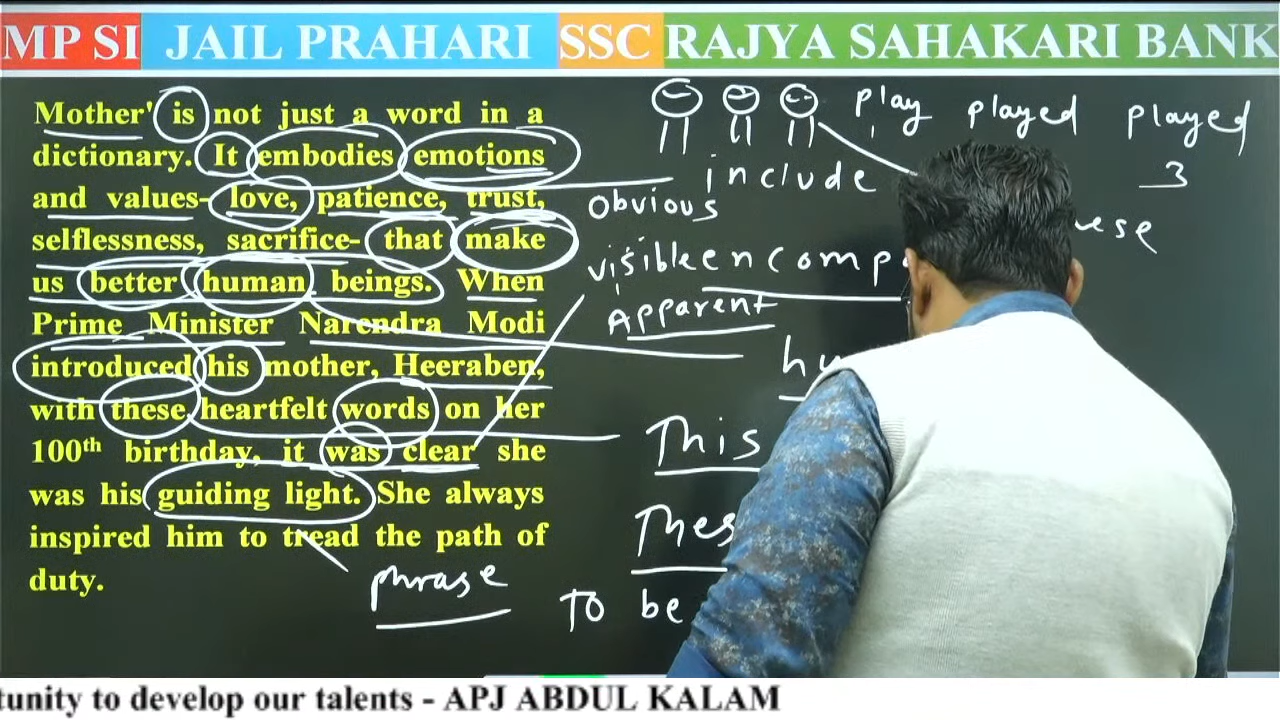 MP SI JAIL PRAHARI SSC RAJYA SAHAKARI BANK
Mother' is not just a word in a
dictionary. It embodies emotions
and values- love, patience, trust,
selflessness, sacrifice- that make
us better human beings. When
Prime Minister Narendra Modi
introduced his mother, Heeraben,
with these heartfelt words on her
100th birthday, it was clear she
was his guiding light. She always
inspired him to tread the path of
duty.
play played played
3
include
obvious
visible encomp
Apparent
hu
This
Thes
phrase
To be
tunity to develop our talents - APJ ABDUL KALAM